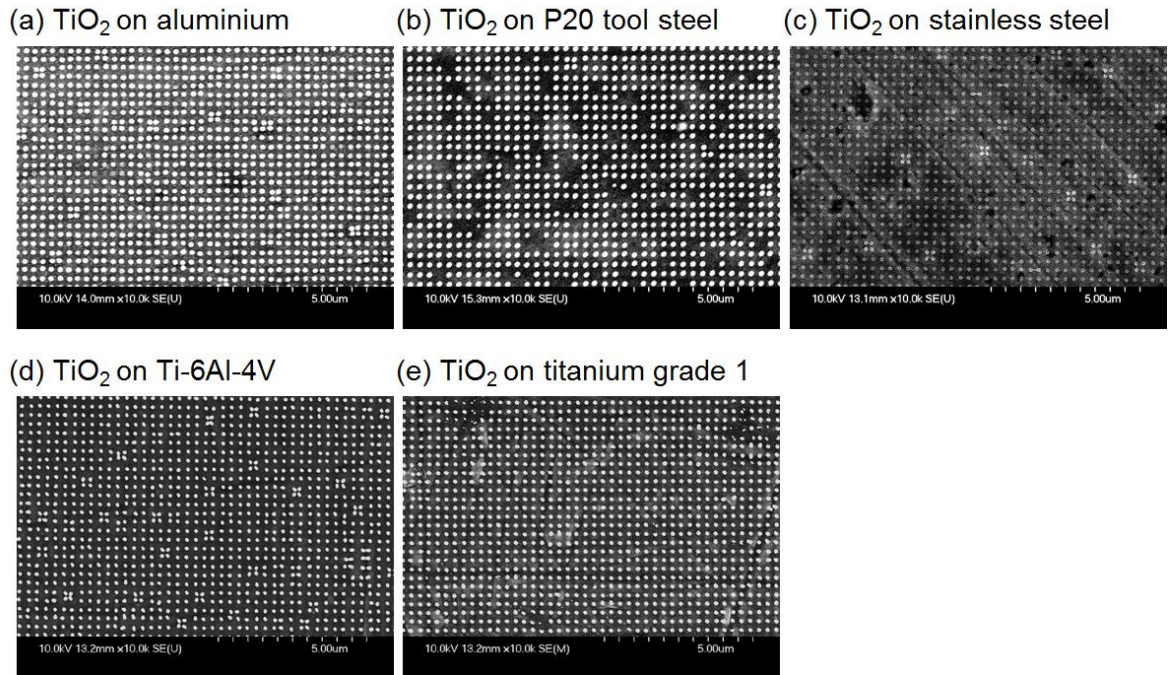 (a) TiO₂ on aluminium
(b) TiO₂ on P20 tool steel
(c) TiO₂ on stainless steel
10.0kV 14.0mm x10.0k SE(U) 5.00um
10.0kV 15.3mm x10.0k SE(U) 5.00um
10.0kV 13.1mm x10.0k SE(U) 5.00um
(d) TiO₂ on Ti-6Al-4V
(e) TiO₂ on titanium grade 1
10.0kV 13.2mm x10.0k SE(U) 5.00um
10.0kV 13.2mm x10.0k SE(M) 5.00um